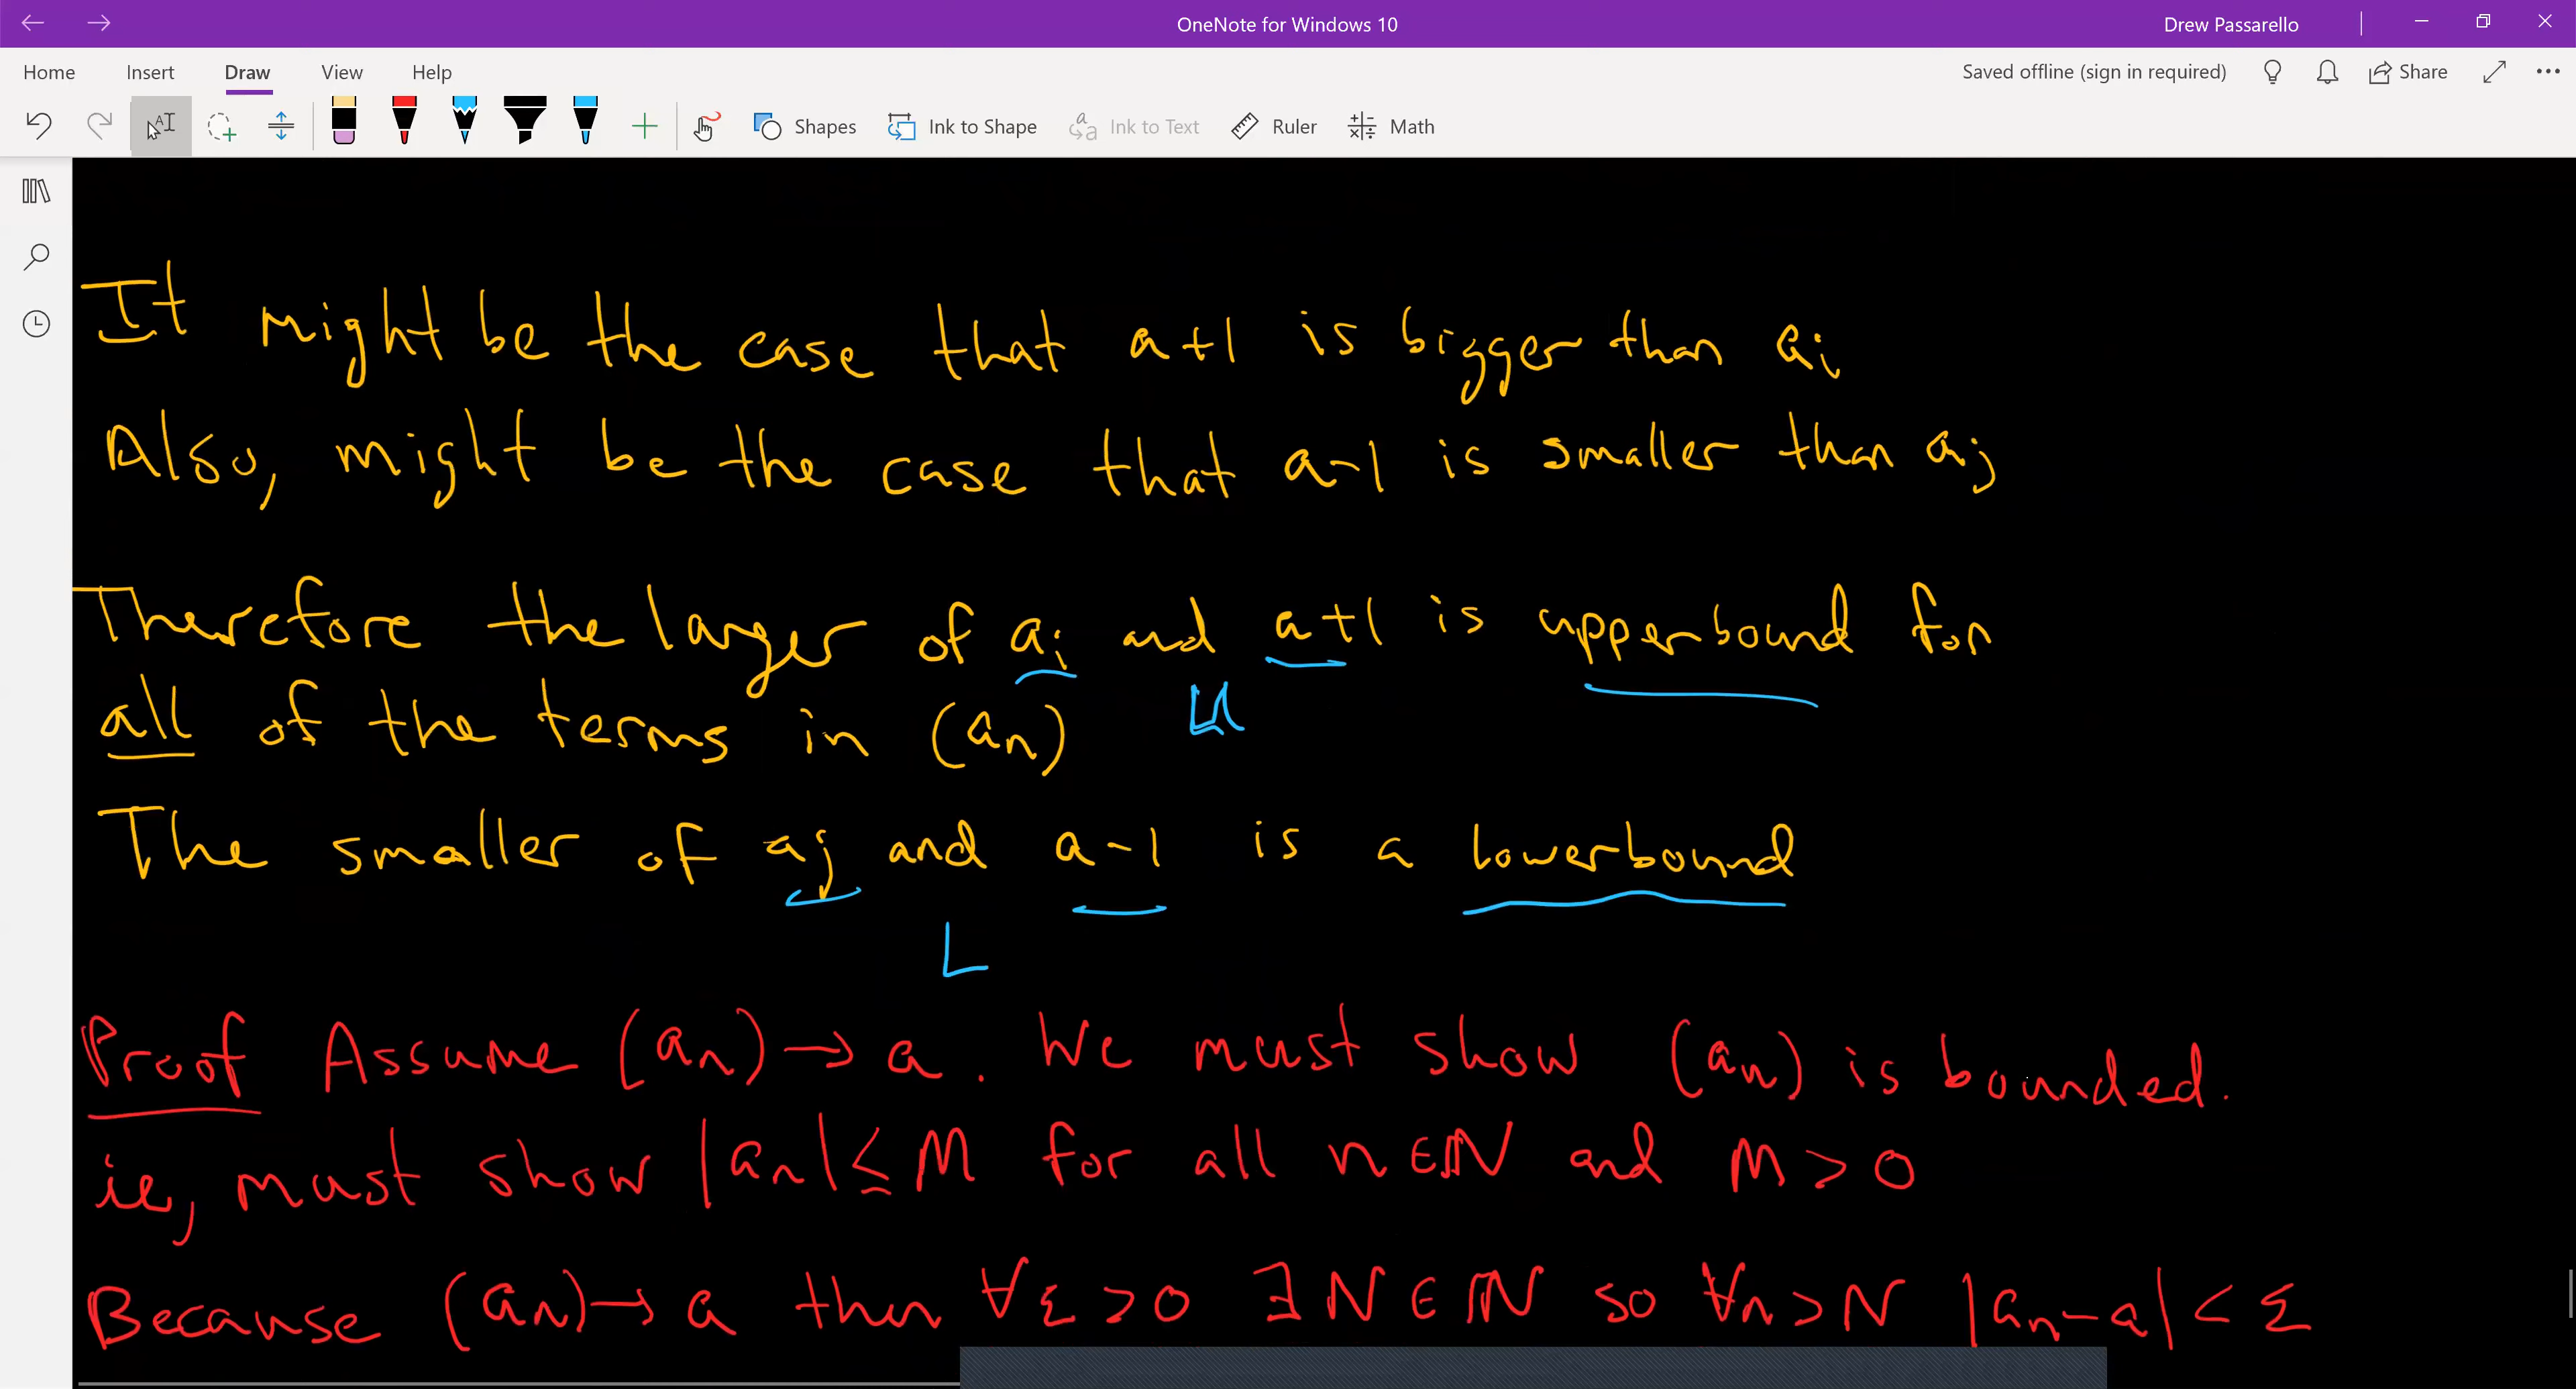 OneNote for Windows 10
Drew Passarello
Home Insert Draw View Help
Saved offline (sign in required)
Share
Shapes Ink to Shape Ink to Text Ruler Math
It might be the case that a+1 is bigger than aᵢ
Also, might be the case that a-1 is smaller than aⱼ
Therefore the larger of aᵢ and a+1 is upperbound for
U
all of the terms in (aₙ)
The smaller of aⱼ and a-1 is a lowerbound
L
Proof Assume (aₙ) → a. We must show (aₙ) is bounded.
ie, must show |aₙ| ≤ M for all n ∈ ℕ and M > 0
Because (aₙ) → a then ∀ε > 0 ∃ N ∈ ℕ so ∀n > N |aₙ - a| < ε